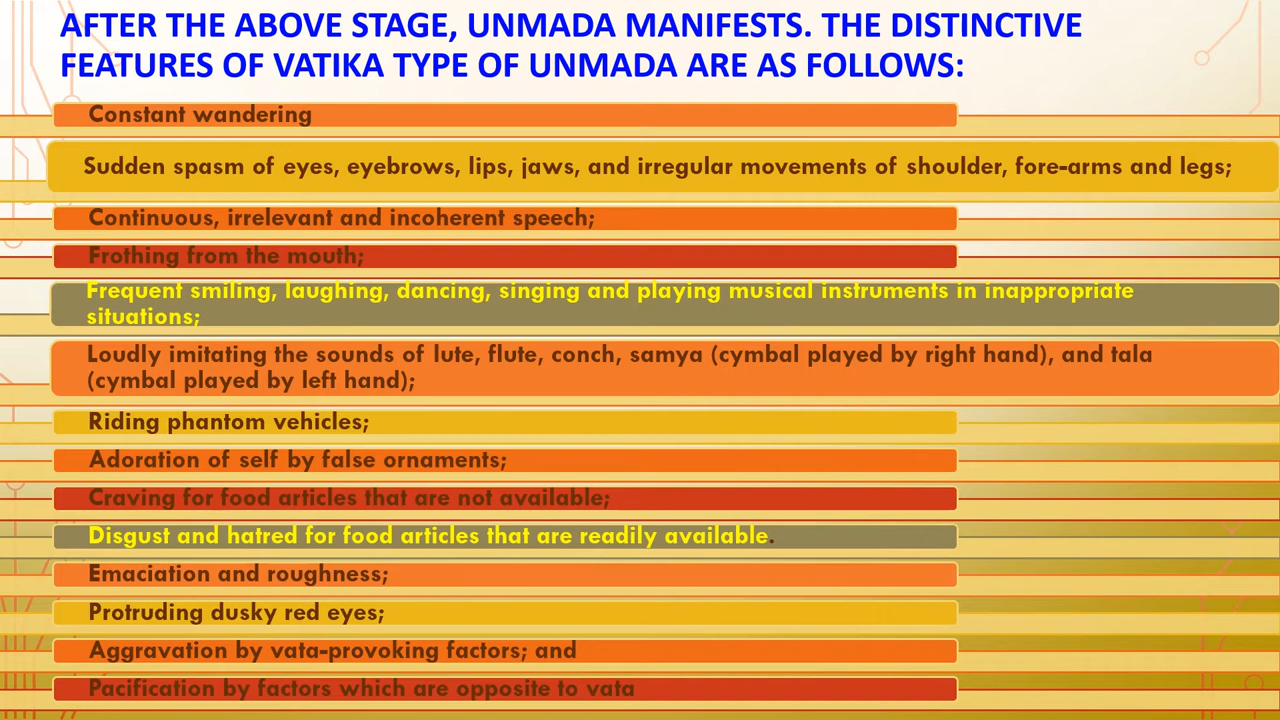 AFTER THE ABOVE STAGE, UNMADA MANIFESTS. THE DISTINCTIVE
FEATURES OF VATIKA TYPE OF UNMADA ARE AS FOLLOWS:
Constant wandering
Sudden spasm of eyes, eyebrows, lips, jaws, and irregular movements of shoulder, fore-arms and legs;
Continuous, irrelevant and incoherent speech;
Frothing from the mouth;
Frequent smiling, laughing, dancing, singing and playing musical instruments in inappropriate
situations;
Loudly imitating the sounds of lute, flute, conch, samya (cymbal played by right hand), and tala
(cymbal played by left hand);
Riding phantom vehicles;
Adoration of self by false ornaments;
Craving for food articles that are not available;
Disgust and hatred for food articles that are readily available.
Emaciation and roughness;
Protruding dusky red eyes;
Aggravation by vata-provoking factors; and
Pacification by factors which are opposite to vata